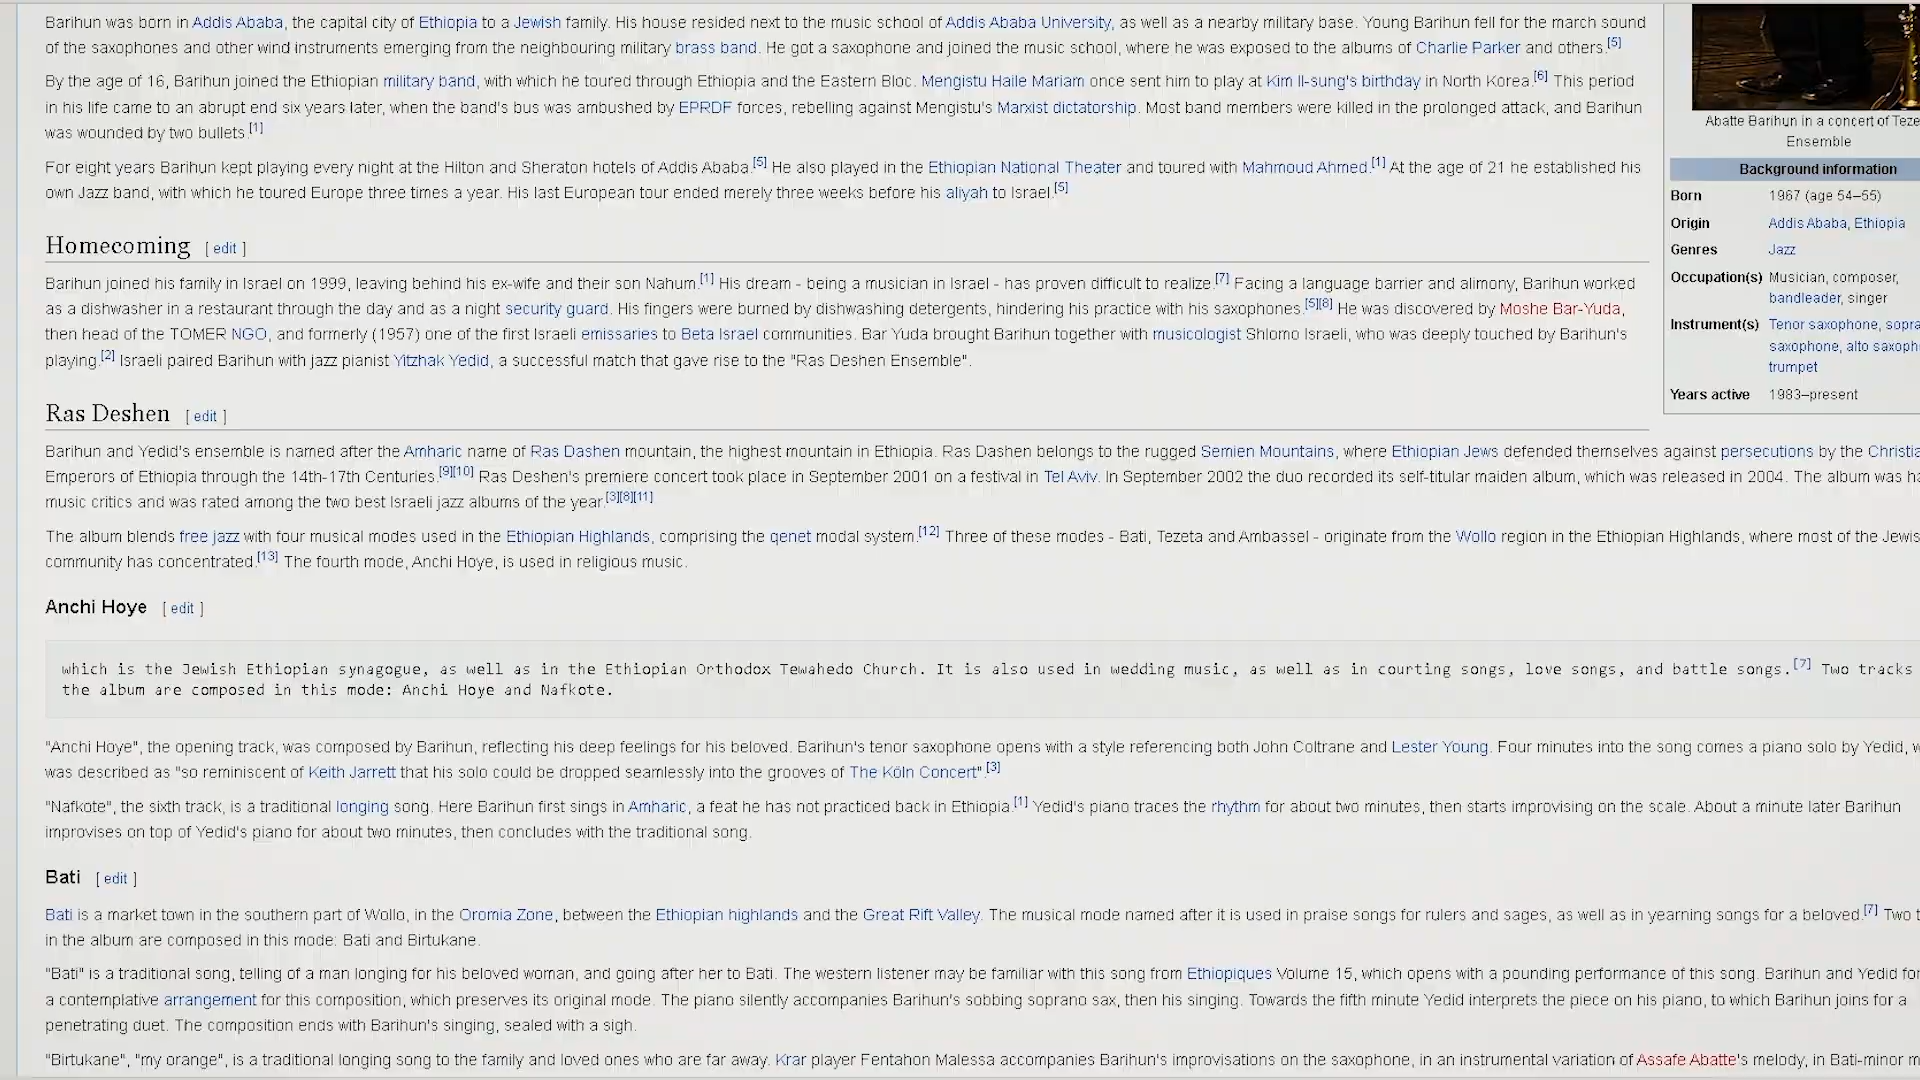 Barihun was born in Addis Ababa, the capital city of Ethiopia to a Jewish family. His house resided next to the music school of Addis Ababa University, as well as a nearby military base. Young Barihun fell for the march sound
of the saxophones and other wind instruments emerging from the neighbouring military brass band. He got a saxophone and joined the music school, where he was exposed to the albums of Charlie Parker and others.[5]
By the age of 16, Barihun joined the Ethiopian military band, with which he toured through Ethiopia and the Eastern Bloc. Mengistu Haile Mariam once sent him to play at Kim Il-sung's birthday in North Korea.[6] This period
in his life came to an abrupt end six years later, when the band's bus was ambushed by EPRDF forces, rebelling against Mengistu's Marxist dictatorship. Most band members were killed in the prolonged attack, and Barihun
was wounded by two bullets.[1]
For eight years Barihun kept playing every night at the Hilton and Sheraton hotels of Addis Ababa.[5] He also played in the Ethiopian National Theater and toured with Mahmoud Ahmed.[1] At the age of 21 he established his
own Jazz band, with which he toured Europe three times a year. His last European tour ended merely three weeks before his aliyah to Israel.[5]
Abatte Barihun in a concert of Teze
Ensemble
Background information
Born 1967 (age 54–55)
Origin Addis Ababa, Ethiopia
Genres Jazz
Occupation(s) Musician, composer,
bandleader, singer
Instrument(s) Tenor saxophone, sopra
saxophone, alto saxoph
trumpet
Years active 1983–present
Homecoming [ edit ]
Barihun joined his family in Israel on 1999, leaving behind his ex-wife and their son Nahum.[1] His dream - being a musician in Israel - has proven difficult to realize.[7] Facing a language barrier and alimony, Barihun worked
as a dishwasher in a restaurant through the day and as a night security guard. His fingers were burned by dishwashing detergents, hindering his practice with his saxophones.[5][8] He was discovered by Moshe Bar-Yuda,
then head of the TOMER NGO, and formerly (1957) one of the first Israeli emissaries to Beta Israel communities. Bar Yuda brought Barihun together with musicologist Shlomo Israeli, who was deeply touched by Barihun's
playing.[2] Israeli paired Barihun with jazz pianist Yitzhak Yedid, a successful match that gave rise to the "Ras Deshen Ensemble".
Ras Deshen [ edit ]
Barihun and Yedid's ensemble is named after the Amharic name of Ras Dashen mountain, the highest mountain in Ethiopia. Ras Dashen belongs to the rugged Semien Mountains, where Ethiopian Jews defended themselves against persecutions by the Christia
Emperors of Ethiopia through the 14th-17th Centuries.[9][10] Ras Deshen's premiere concert took place in September 2001 on a festival in Tel Aviv. In September 2002 the duo recorded its self-titular maiden album, which was released in 2004. The album was ha
music critics and was rated among the two best Israeli jazz albums of the year.[3][8][11]
The album blends free jazz with four musical modes used in the Ethiopian Highlands, comprising the qenet modal system.[12] Three of these modes - Bati, Tezeta and Ambassel - originate from the Wollo region in the Ethiopian Highlands, where most of the Jewis
community has concentrated.[13] The fourth mode, Anchi Hoye, is used in religious music.
Anchi Hoye [ edit ]
which is the Jewish Ethiopian synagogue, as well as in the Ethiopian Orthodox Tewahedo Church. It is also used in wedding music, as well as in courting songs, love songs, and battle songs.[7] Two tracks
the album are composed in this mode: Anchi Hoye and Nafkote.
"Anchi Hoye", the opening track, was composed by Barihun, reflecting his deep feelings for his beloved. Barihun's tenor saxophone opens with a style referencing both John Coltrane and Lester Young. Four minutes into the song comes a piano solo by Yedid, w
was described as "so reminiscent of Keith Jarrett that his solo could be dropped seamlessly into the grooves of The Köln Concert".[3]
"Nafkote", the sixth track, is a traditional longing song. Here Barihun first sings in Amharic, a feat he has not practiced back in Ethiopia.[1] Yedid's piano traces the rhythm for about two minutes, then starts improvising on the scale. About a minute later Barihun
improvises on top of Yedid's piano for about two minutes, then concludes with the traditional song.
Bati [ edit ]
Bati is a market town in the southern part of Wollo, in the Oromia Zone, between the Ethiopian highlands and the Great Rift Valley. The musical mode named after it is used in praise songs for rulers and sages, as well as in yearning songs for a beloved.[7] Two t
in the album are composed in this mode: Bati and Birtukane.
"Bati" is a traditional song, telling of a man longing for his beloved woman, and going after her to Bati. The western listener may be familiar with this song from Ethiopiques Volume 15, which opens with a pounding performance of this song. Barihun and Yedid for
a contemplative arrangement for this composition, which preserves its original mode. The piano silently accompanies Barihun's sobbing soprano sax, then his singing. Towards the fifth minute Yedid interprets the piece on his piano, to which Barihun joins for a
penetrating duet. The composition ends with Barihun's singing, sealed with a sigh.
"Birtukane", "my orange", is a traditional longing song to the family and loved ones who are far away. Krar player Fentahon Malessa accompanies Barihun's improvisations on the saxophone, in an instrumental variation of Assafe Abatte's melody, in Bati-minor m